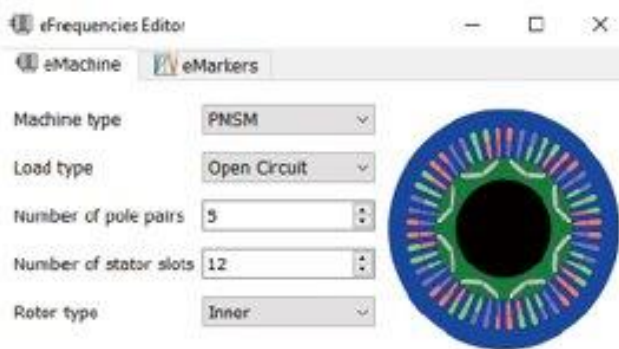 eFrequencies Editor
eMachine eMarkers
Machine type PMSM
Load type Open Circuit
Number of pole pairs 5
Number of stator slots 12
Rotor type Inner